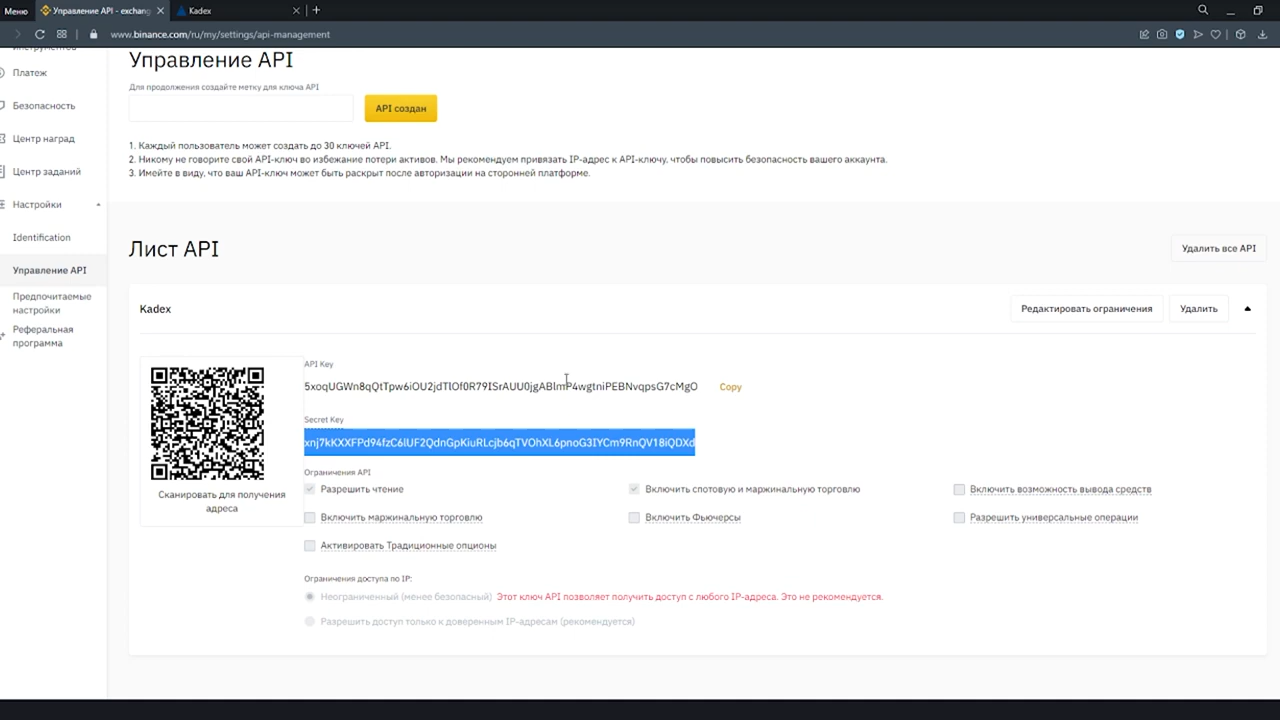 Меню
Управление API - exchang
Kadex
www.binance.com/ru/my/settings/api-management
Платеж
Безопасность
Центр наград
Центр заданий
Настройки
Identification
Управление API
Предпочитаемые
настройки
Реферальная
программа
Управление API
Для продолжения создайте метку для ключа API
API создан
1. Каждый пользователь может создать до 30 ключей API.
2. Никому не говорите свой API-ключ во избежание потери активов. Мы рекомендуем привязать IP-адрес к API-ключу, чтобы повысить безопасность вашего аккаунта.
3. Имейте в виду, что ваш API-ключ может быть раскрыт после авторизации на сторонней платформе.
Лист API
Удалить все API
Kadex
Редактировать ограничения
Удалить
Сканировать для получения
адреса
API Key
Copy
Secret Key
Ограничения API
Разрешить чтение
Включить спотовую и маржинальную торговлю
Включить возможность вывода средств
Включить маржинальную торговлю
Включить Фьючерсы
Разрешить универсальные операции
Активировать Традиционные опционы
Ограничения доступа по IP:
Неограниченный (менее безопасный) Этот ключ API позволяет получить доступ с любого IP-адреса. Это не рекомендуется.
Разрешить доступ только к доверенным IP-адресам (рекомендуется)